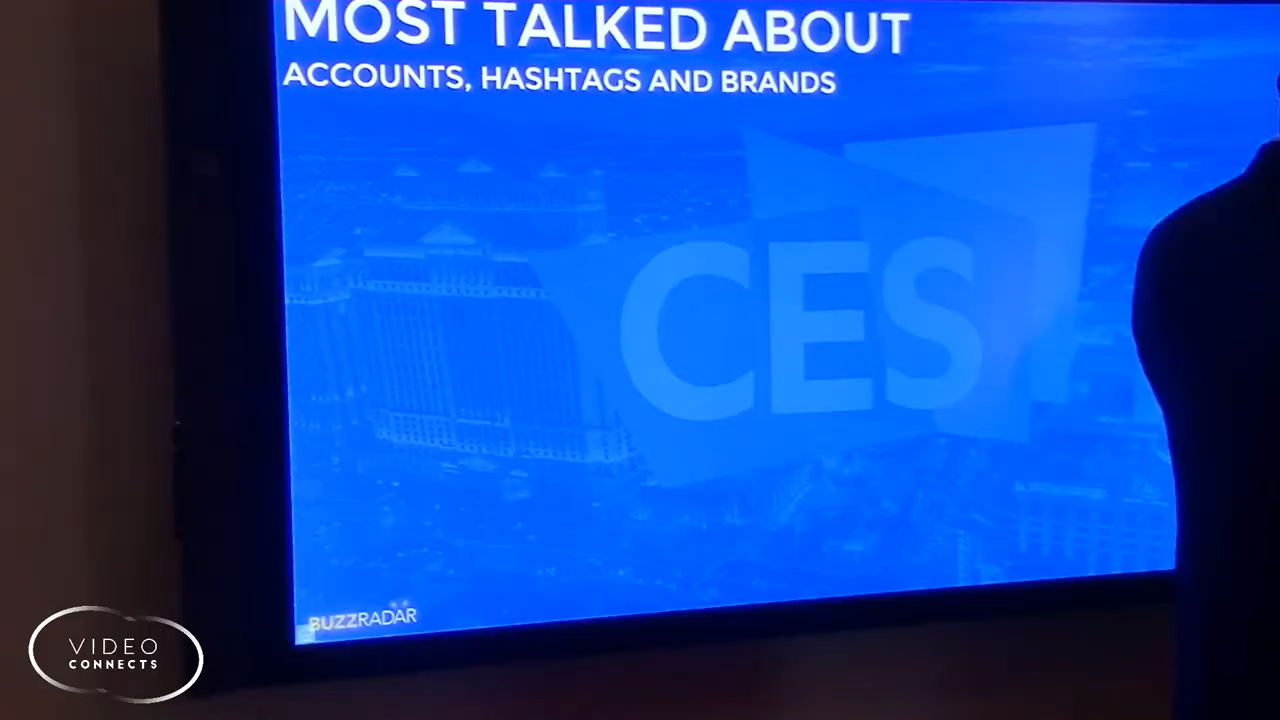 MOST TALKED ABOUT
ACCOUNTS, HASHTAGS AND BRANDS
CES
BUZZRADAR
VIDEO
CONNECTS